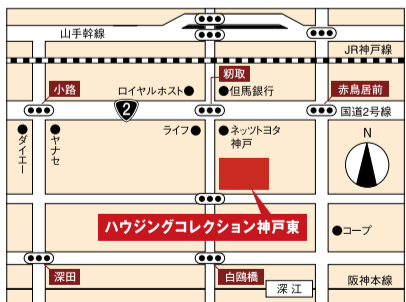 山手幹線
JR神戸線
小路
ロイヤルホスト
籾取
但馬銀行
赤鳥居前
2
国道2号線
ダイエー
ヤナセ
ライフ
ネッツトヨタ
神戸
N
ハウジングコレクション神戸東
コープ
深田
白鴎橋
深江
阪神本線